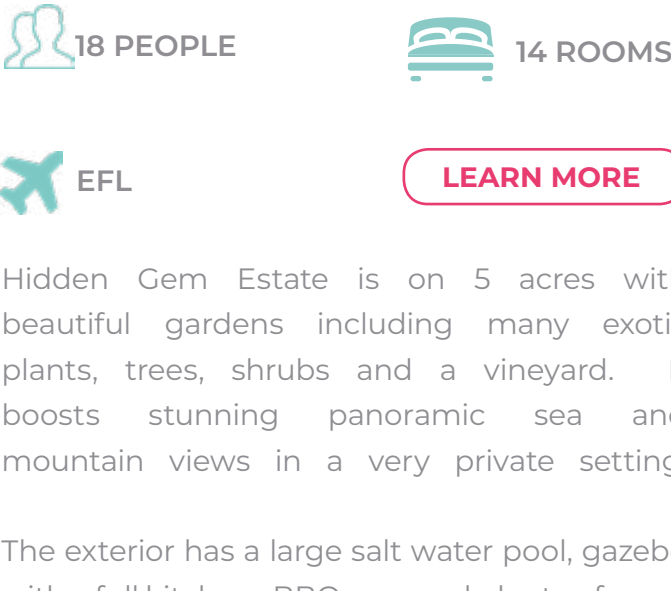 18 PEOPLE
14 ROOMS
EFL
LEARN MORE
Hidden Gem Estate is on 5 acres wit
beautiful gardens including many exoti
plants, trees, shrubs and a vineyard.
boosts stunning panoramic sea an
mountain views in a very private setting
The exterior has a large salt water pool, gazeb